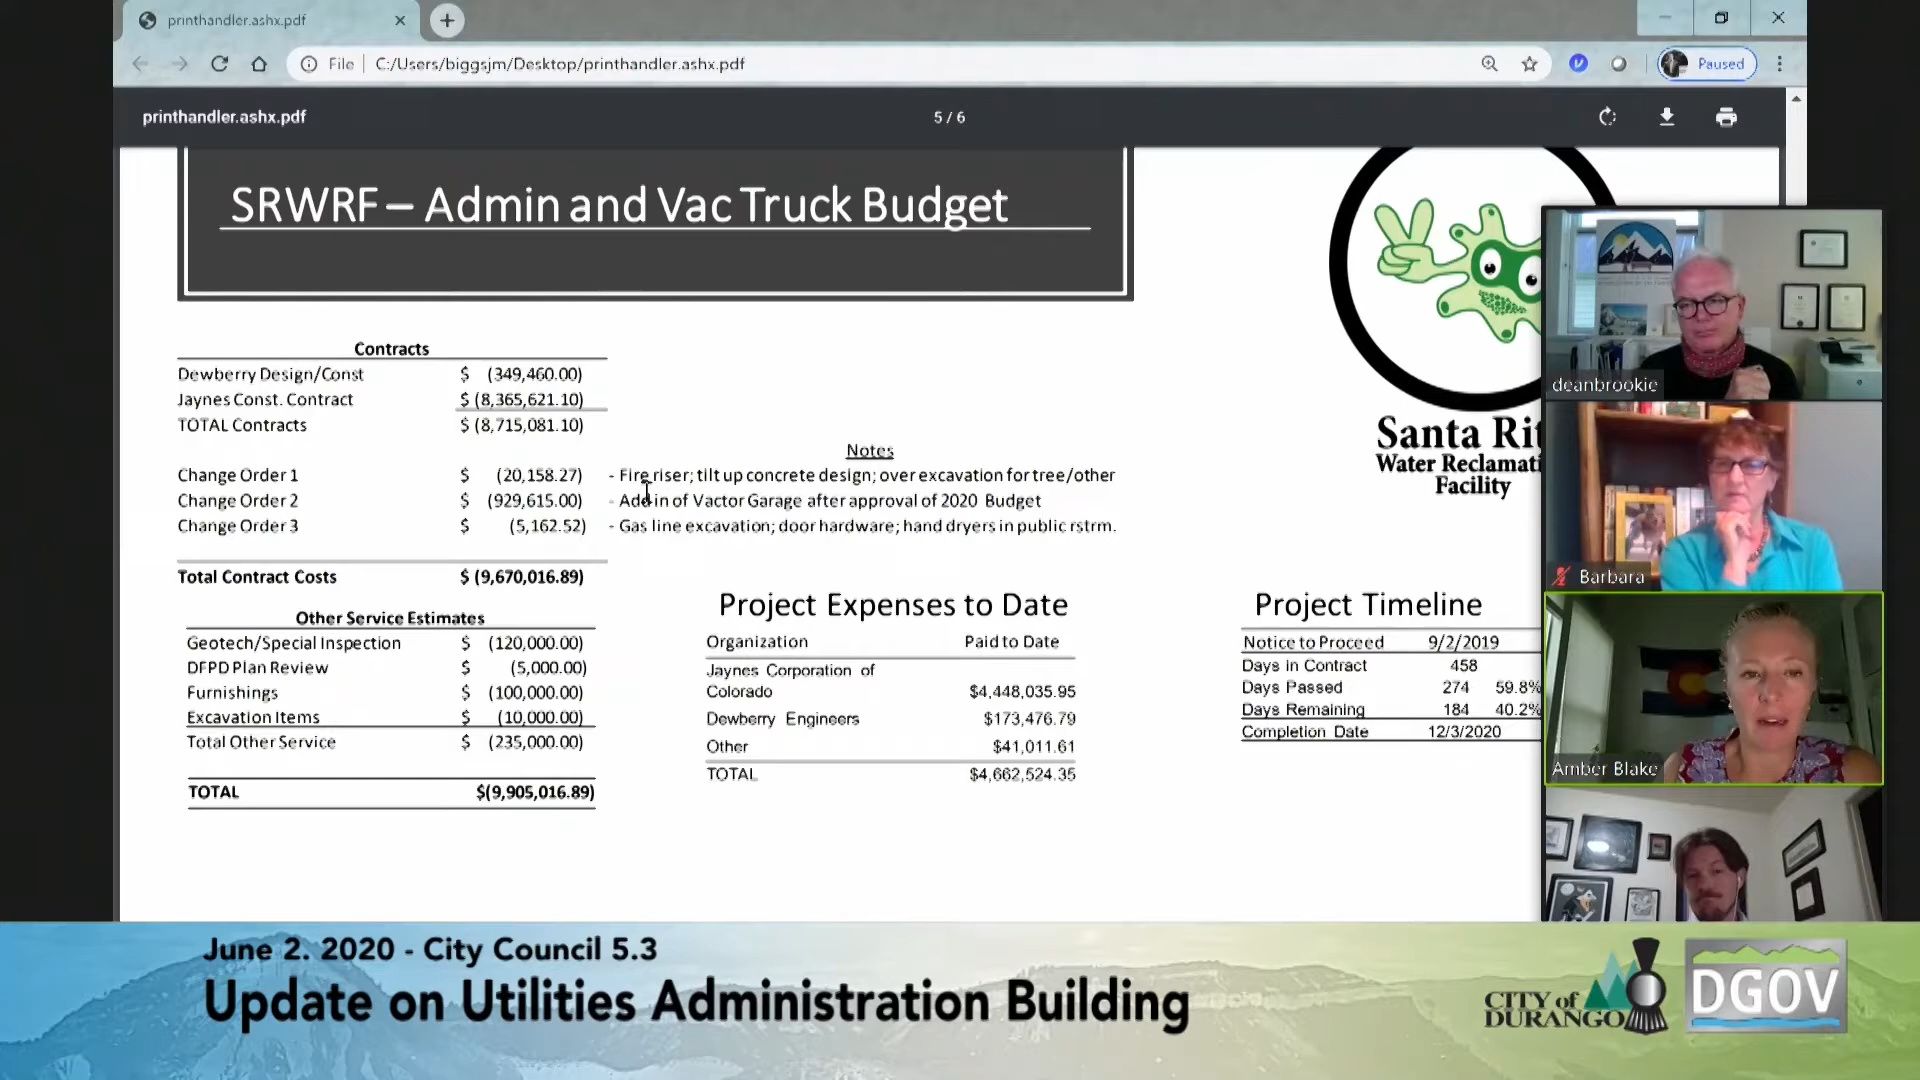 printhandler.ashx.pdf
File C:/Users/biggsjm/Desktop/printhandler.ashx.pdf
Paused
printhandler.ashx.pdf
5 / 6
SRWRF – Admin and Vac Truck Budget
Contracts
Dewberry Design/Const $ (349,460.00)
Jaynes Const. Contract $ (8,365,621.10)
TOTAL Contracts $ (8,715,081.10)
Notes
Change Order 1 $ (20,158.27) - Fire riser; tilt up concrete design; over excavation for tree/other
Change Order 2 $ (929,615.00) - Add in of Vactor Garage after approval of 2020 Budget
Change Order 3 $ (5,162.52) - Gas line excavation; door hardware; hand dryers in public rstrm.
Total Contract Costs $ (9,670,016.89)
Other Service Estimates
Geotech/Special Inspection $ (120,000.00)
DFPD Plan Review $ (5,000.00)
Furnishings $ (100,000.00)
Excavation Items $ (10,000.00)
Total Other Service $ (235,000.00)
TOTAL $(9,905,016.89)
Project Expenses to Date
Organization Paid to Date
Jaynes Corporation of
Colorado $4,448,035.95
Dewberry Engineers $173,476.79
Other $41,011.61
TOTAL $4,662,524.35
Project Timeline
Notice to Proceed 9/2/2019
Days in Contract 458
Days Passed 274 59.8%
Days Remaining 184 40.2%
Completion Date 12/3/2020
Santa Rit
Water Reclamati
Facility
deanbrookie
Barbara
Amber Blake
June 2. 2020 - City Council 5.3
Update on Utilities Administration Building
CITY of
DURANGO
DGOV